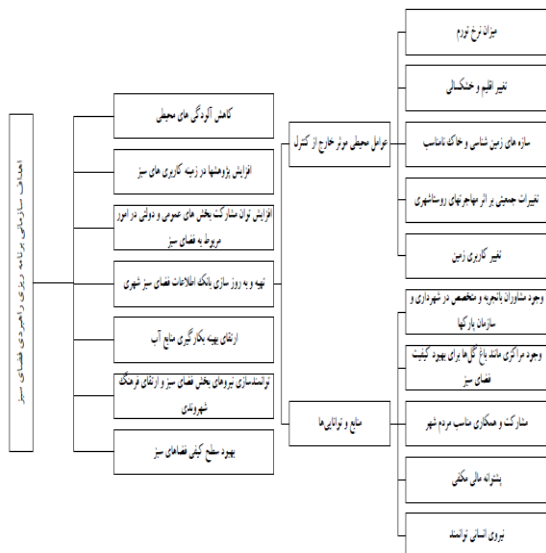 اهداف سازمانی برنامه ریزی راهبردی فضای سبز
کاهش آلودگی های محیطی
افزایش پژوهشها در زمینه کاربری های سبز
افزایش توان مشارکت بخش های عمومی و دولتی در امور
مربوط به فضای سبز
تهیه و به روز سازی بانک اطلاعات فضای سبز شهری
ارتقای بهینه بکارگیری منابع آب
توانمندسازی نیروهای بخش فضای سبز و ارتقای فرهنگ
شهروندی
بهبود سطح کیفی فضاهای سبز
عوامل محیطی موثر خارج از کنترل
منابع و توانایی‌ها
میزان نرخ تورم
تغییر اقلیم و خشکسالی
سازه های زمین شناسی و خاک نامناسب
تغییرات جمعیتی بر اثر مهاجرتهای روستاشهری
تغییر کاربری زمین
وجود مشاوران باتجربه و متخصص در شهرداری و
سازمان پارکها
وجود مراکزی مانند باغ گل‌ها برای بهبود کیفیت
فضای سبز
مشارکت و همکاری مناسب مردم شهر
پشتوانه مالی مکفی
نیروی انسانی توانمند